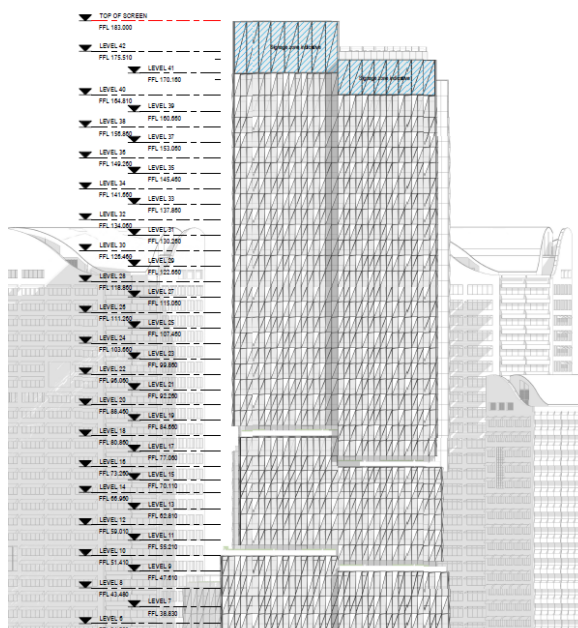 TOP OF SCREEN
FFL 183.000
LEVEL 42
FFL 175.510
LEVEL 41
FFL 170.160
LEVEL 40
FFL 164.810
LEVEL 39
FFL 160.660
LEVEL 38
FFL 156.860
LEVEL 37
FFL 153.060
LEVEL 36
FFL 149.260
LEVEL 35
FFL 145.460
LEVEL 34
FFL 141.660
LEVEL 33
FFL 137.860
LEVEL 32
FFL 134.060
LEVEL 31
FFL 130.260
LEVEL 30
FFL 126.460
LEVEL 29
FFL 122.660
LEVEL 28
FFL 118.860
LEVEL 27
FFL 115.060
LEVEL 26
FFL 111.260
LEVEL 25
FFL 107.460
LEVEL 24
FFL 103.660
LEVEL 23
FFL 99.860
LEVEL 22
FFL 96.060
LEVEL 21
FFL 92.260
LEVEL 20
FFL 88.460
LEVEL 19
FFL 84.660
LEVEL 18
FFL 80.860
LEVEL 17
FFL 77.060
LEVEL 16
FFL 73.260
LEVEL 15
FFL 70.110
LEVEL 14
FFL 66.960
LEVEL 13
FFL 62.810
LEVEL 12
FFL 59.010
LEVEL 11
FFL 55.210
LEVEL 10
FFL 51.410
LEVEL 9
FFL 47.610
LEVEL 8
FFL 43.480
LEVEL 7
FFL 38.830
LEVEL 6
Signage zone indicative
Signage zone indicative